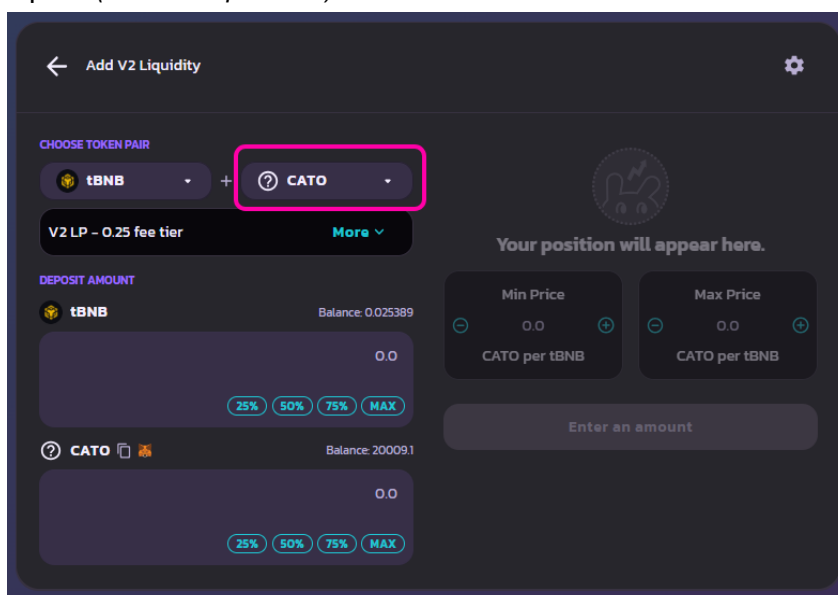 Add V2 Liquidity
CHOOSE TOKEN PAIR
tBNB + CATO
V2 LP - 0.25 fee tier More
DEPOSIT AMOUNT
tBNB Balance: 0.025389
0.0
25% 50% 75% MAX
CATO Balance: 20009.1
0.0
25% 50% 75% MAX
Your position will appear here.
Min Price
0.0
CATO per tBNB
Max Price
0.0
CATO per tBNB
Enter an amount